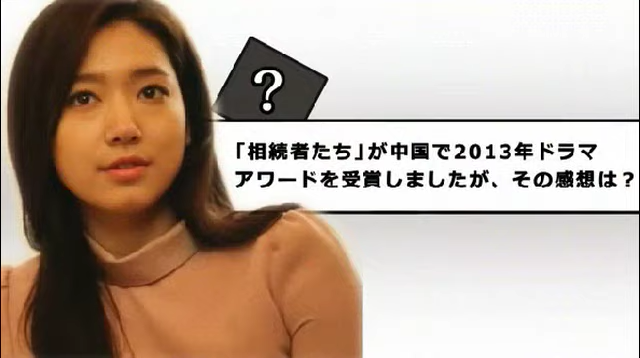 ?
「相続者たち」が中国で2013年ドラマ
アワードを受賞しましたが、その感想は？